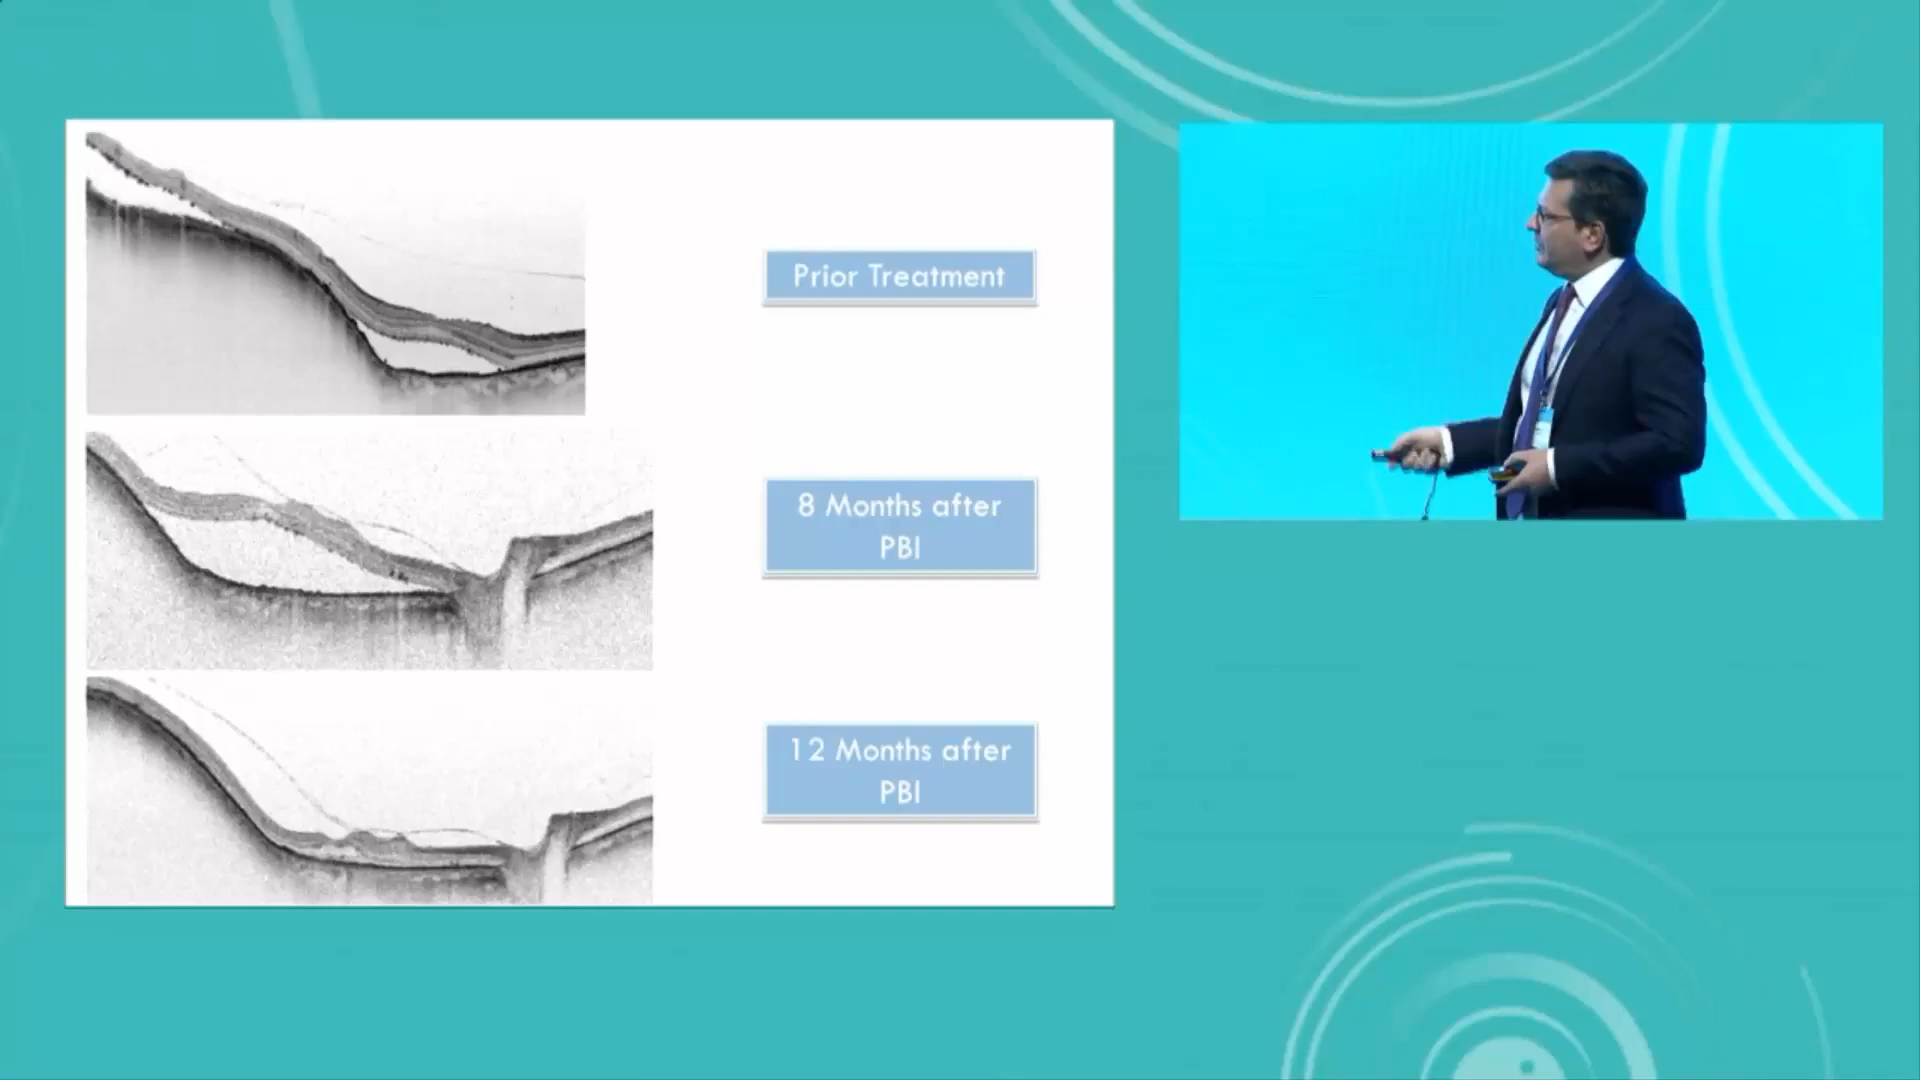 Prior Treatment
8 Months after
PBI
12 Months after
PBI